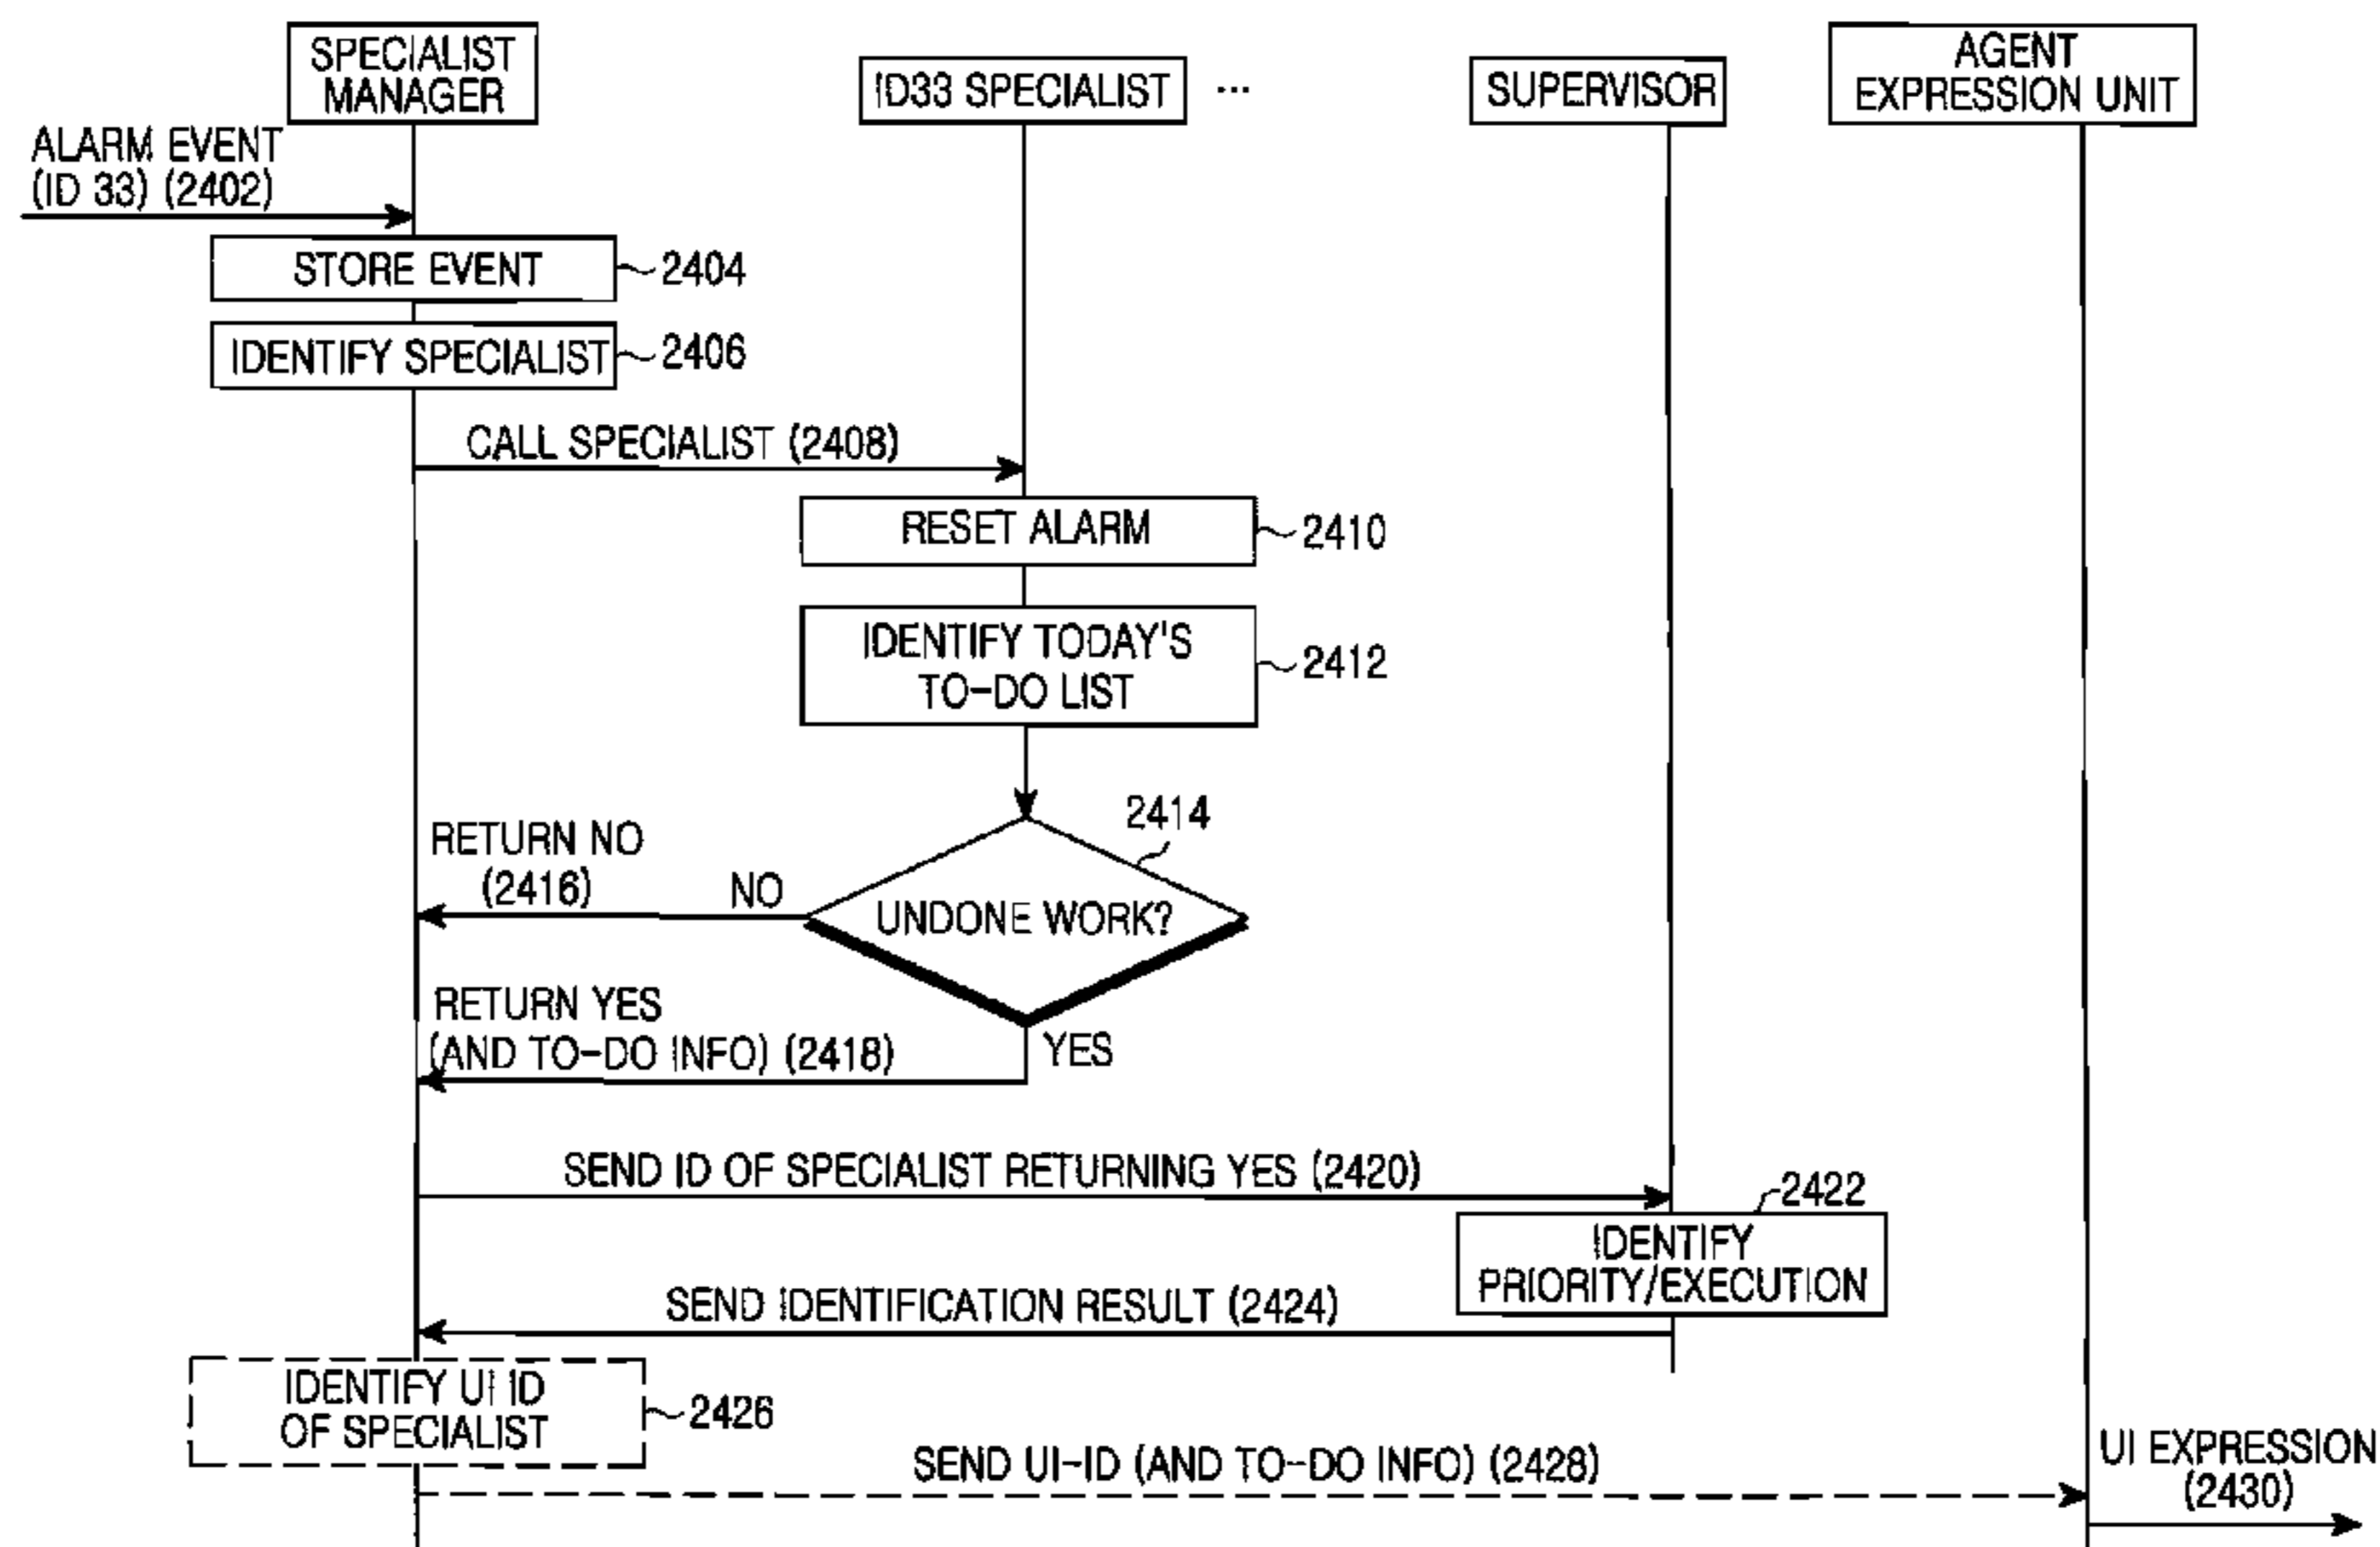 SPECIALIST
MANAGER
ID33 SPECIALIST
...
SUPERVISOR
AGENT
EXPRESSION UNIT
ALARM EVENT
(ID 33) (2402)
STORE EVENT
2404
IDENTIFY SPECIALIST
2406
CALL SPECIALIST (2408)
RESET ALARM
2410
IDENTIFY TODAY'S
TO-DO LIST
2412
2414
RETURN NO
(2416)
NO
UNDONE WORK?
RETURN YES
(AND TO-DO INFO) (2418)
YES
SEND ID OF SPECIALIST RETURNING YES (2420)
2422
IDENTIFY
PRIORITY/EXECUTION
SEND IDENTIFICATION RESULT (2424)
IDENTIFY UI ID
OF SPECIALIST
2426
SEND UI-ID (AND TO-DO INFO) (2428)
UI EXPRESSION
(2430)